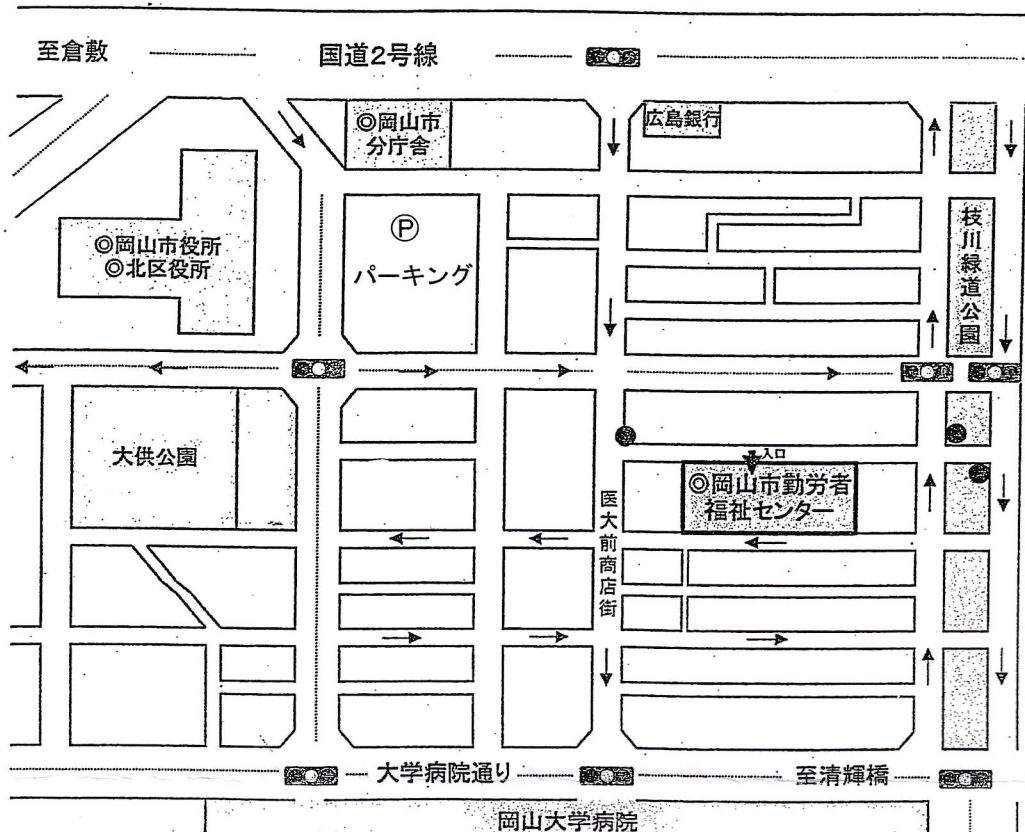 至倉敷
国道2号線
◎岡山市
分庁舎
広島銀行
◎岡山市役所
◎北区役所
Ⓟ
パーキング
枝川緑道公園
大供公園
入口
◎岡山市勤労者
福祉センター
医大前商店街
大学病院通り
至清輝橋
岡山大学病院